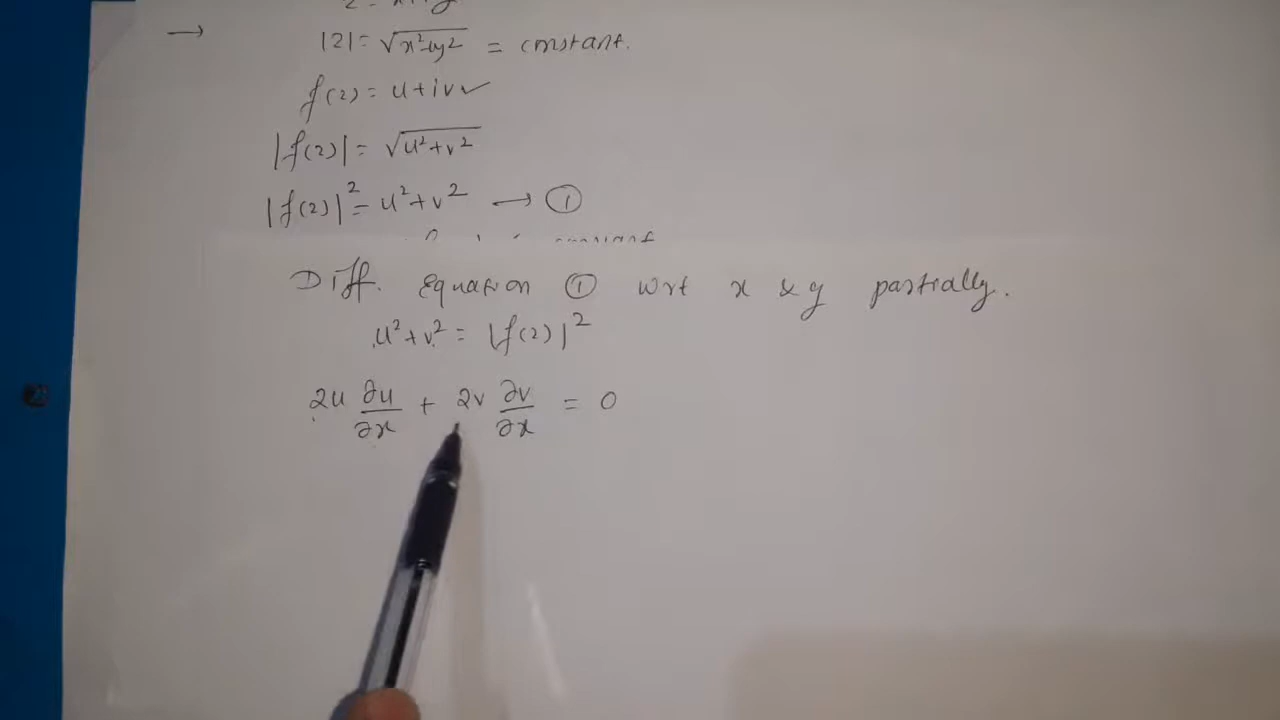 |z| = √x²+y² = constant.
f(z) = u+iv ✓
|f(z)| = √u²+v²
|f(z)|² = u²+v² → ①
constant
Diff. Equation ① wrt x & y partially.
u²+v² = |f(z)|²
2u ∂u/∂x + 2v ∂v/∂x = 0